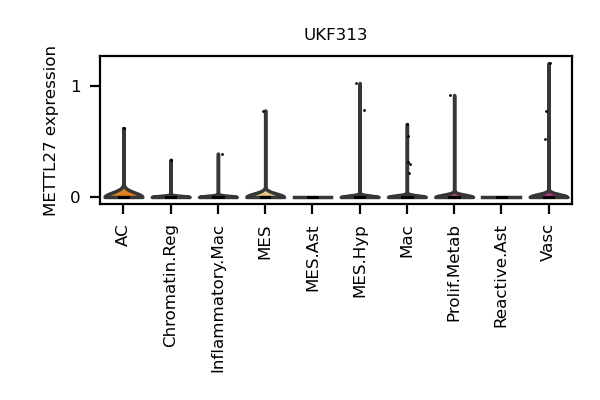 UKF313
METTL27 expression
1
0
AC
Chromatin.Reg
Inflammatory.Mac
MES
MES.Ast
MES.Hyp
Mac
Prolif.Metab
Reactive.Ast
Vasc